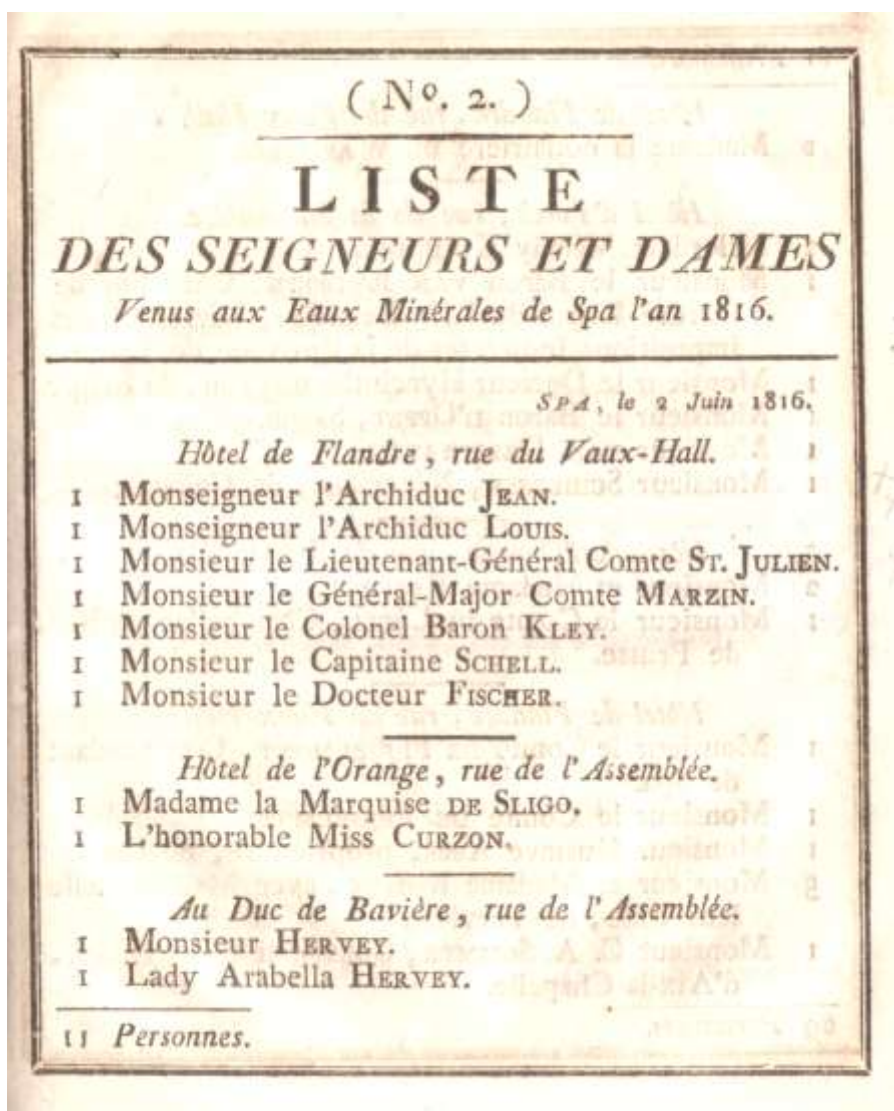 ( Nº. 2. )
LISTE
DES SEIGNEURS ET DAMES
Venus aux Eaux Minérales de Spa l'an 1816.
SPA, le 2 Juin 1816.
Hôtel de Flandre, rue du Vaux-Hall.
1 Monseigneur l'Archiduc JEAN.
1 Monseigneur l'Archiduc LOUIS.
1 Monsieur le Lieutenant-Général Comte ST. JULIEN.
1 Monsieur le Général-Major Comte MARZIN.
1 Monsieur le Colonel Baron KLEY.
1 Monsieur le Capitaine SCHELL.
1 Monsieur le Docteur FISCHER.
Hôtel de l'Orange, rue de l'Assemblée.
1 Madame la Marquise DE SLIGO.
1 L'honorable Miss CURZON.
Au Duc de Bavière, rue de l'Assemblée.
1 Monsieur HERVEY.
1 Lady Arabella HERVEY.
11 Personnes.